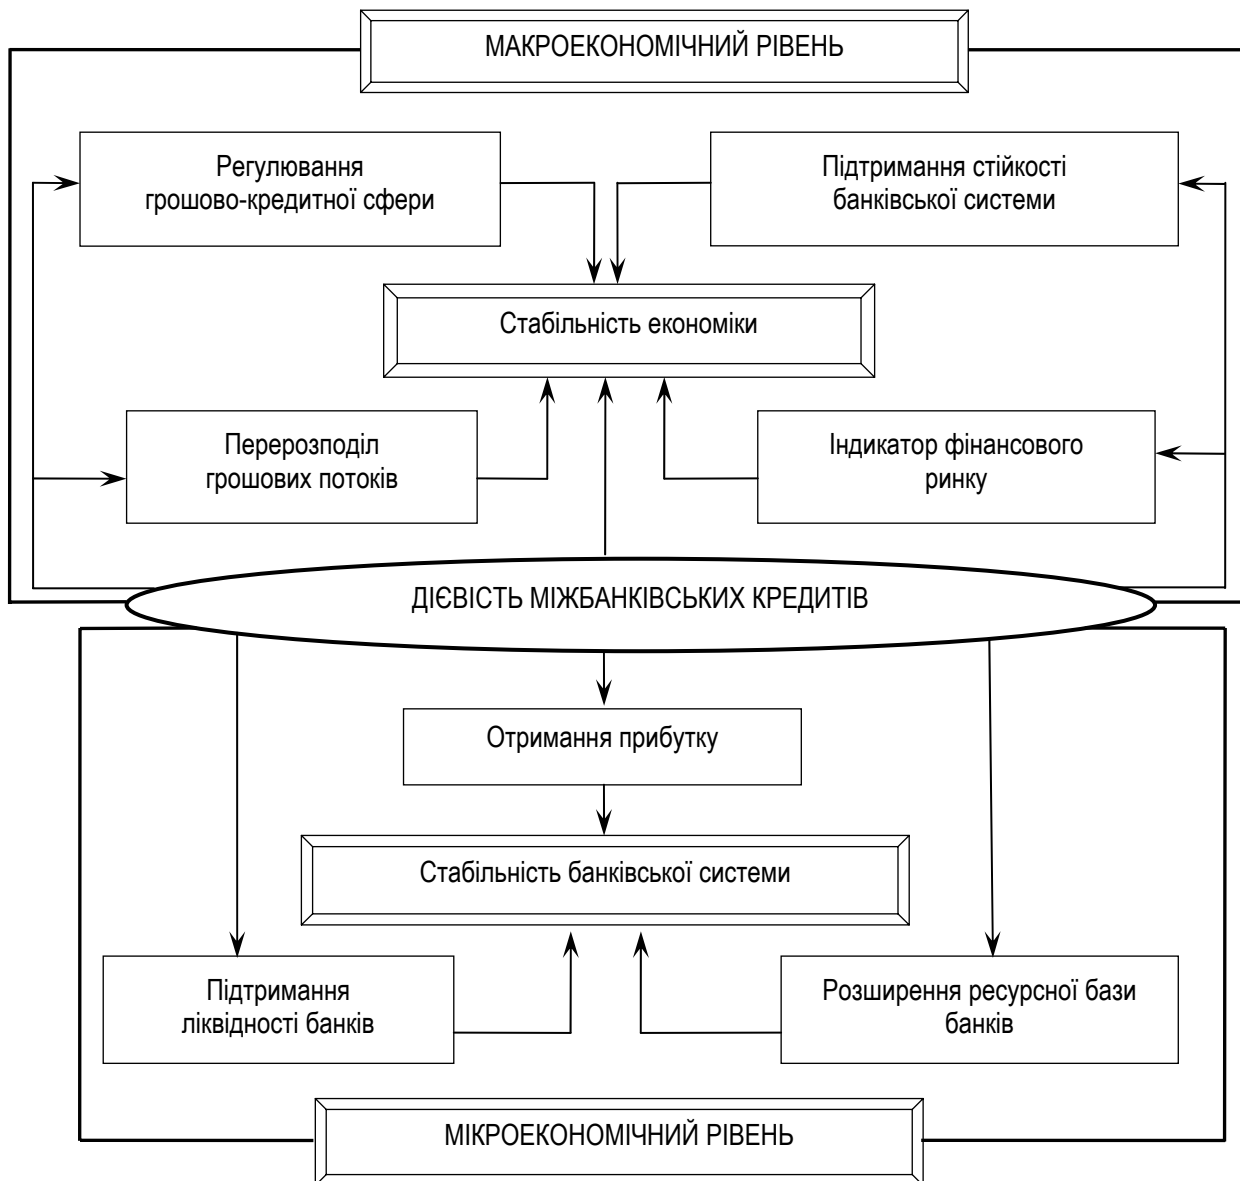 МАКРОЕКОНОМІЧНИЙ РІВЕНЬ
Регулювання
грошово-кредитної сфери
Підтримання стійкості
банківської системи
Стабільність економіки
Перерозподіл
грошових потоків
Індикатор фінансового
ринку
ДІЄВІСТЬ МІЖБАНКІВСЬКИХ КРЕДИТІВ
Отримання прибутку
Стабільність банківської системи
Підтримання
ліквідності банків
Розширення ресурсної бази
банків
МІКРОЕКОНОМІЧНИЙ РІВЕНЬ